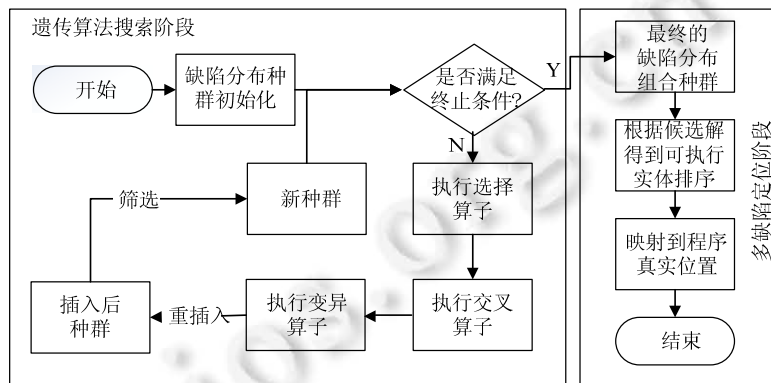 遗传算法搜索阶段
开始
缺陷分布种
群初始化
是否满足
终止条件?
Y
N
执行选择
算子
执行交叉
算子
执行变异
算子
重插入
插入后
种群
筛选
新种群
最终的
缺陷分布
组合种群
根据候选解
得到可执行
实体排序
映射到程序
真实位置
结束
多缺陷定位阶段